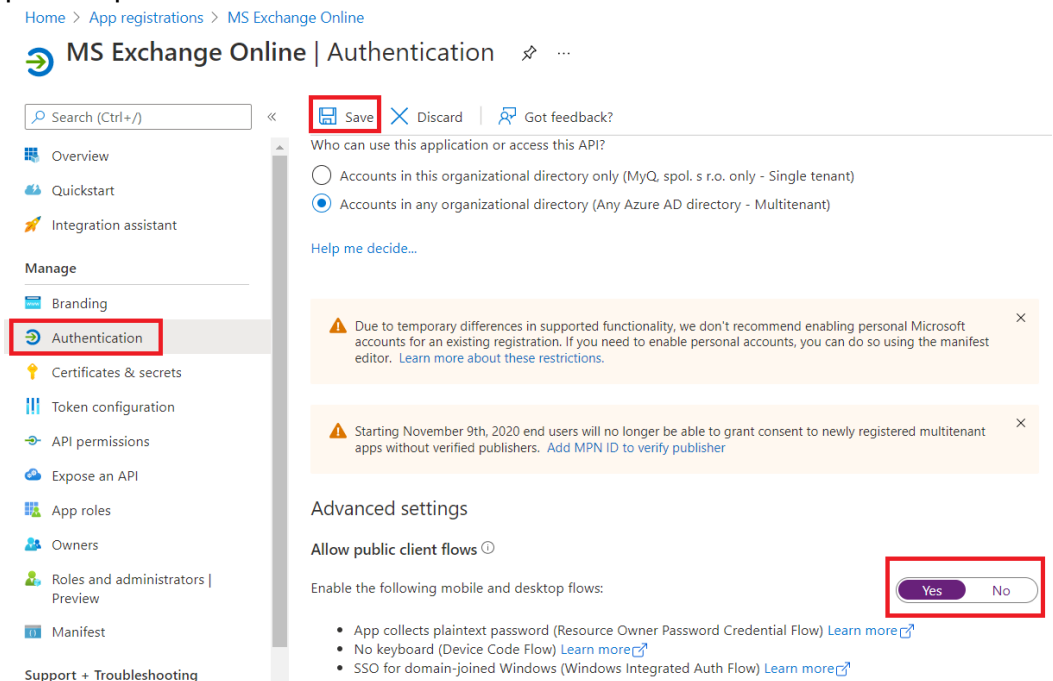 Home > App registrations > MS Exchange Online
MS Exchange Online | Authentication
Search (Ctrl+/)
Overview
Quickstart
Integration assistant
Manage
Branding
Authentication
Certificates & secrets
Token configuration
API permissions
Expose an API
App roles
Owners
Roles and administrators |
Preview
Manifest
Support + Troubleshooting
Save
Discard
Got feedback?
Who can use this application or access this API?
Accounts in this organizational directory only (MyQ, spol. s r.o. only - Single tenant)
Accounts in any organizational directory (Any Azure AD directory - Multitenant)
Help me decide...
Due to temporary differences in supported functionality, we don't recommend enabling personal Microsoft
accounts for an existing registration. If you need to enable personal accounts, you can do so using the manifest
editor. Learn more about these restrictions.
Starting November 9th, 2020 end users will no longer be able to grant consent to newly registered multitenant
apps without verified publishers. Add MPN ID to verify publisher
Advanced settings
Allow public client flows
Enable the following mobile and desktop flows:
Yes No
• App collects plaintext password (Resource Owner Password Credential Flow) Learn more
• No keyboard (Device Code Flow) Learn more
• SSO for domain-joined Windows (Windows Integrated Auth Flow) Learn more